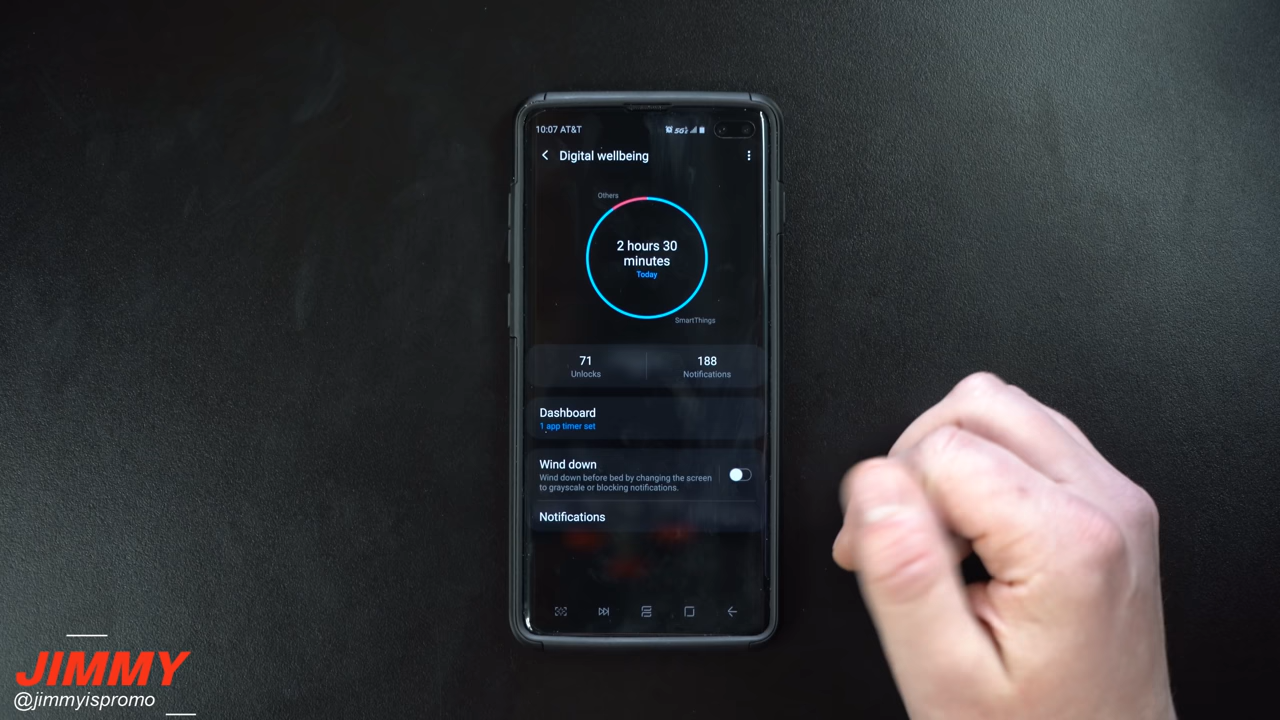 10:07 AT&T
Digital wellbeing
Others
2 hours 30
minutes
Today
SmartThings
71
Unlocks
188
Notifications
Dashboard
1 app timer set
Wind down
Wind down before bed by changing the screen
to grayscale or blocking notifications.
Notifications
JIMMY
@jimmyispromo